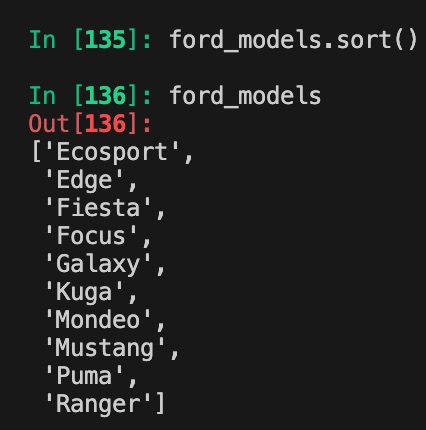 In [135]: ford_models.sort()
In [136]: ford_models
Out[136]:
['Ecosport',
'Edge',
'Fiesta',
'Focus',
'Galaxy',
'Kuga',
'Mondeo',
'Mustang',
'Puma',
'Ranger']